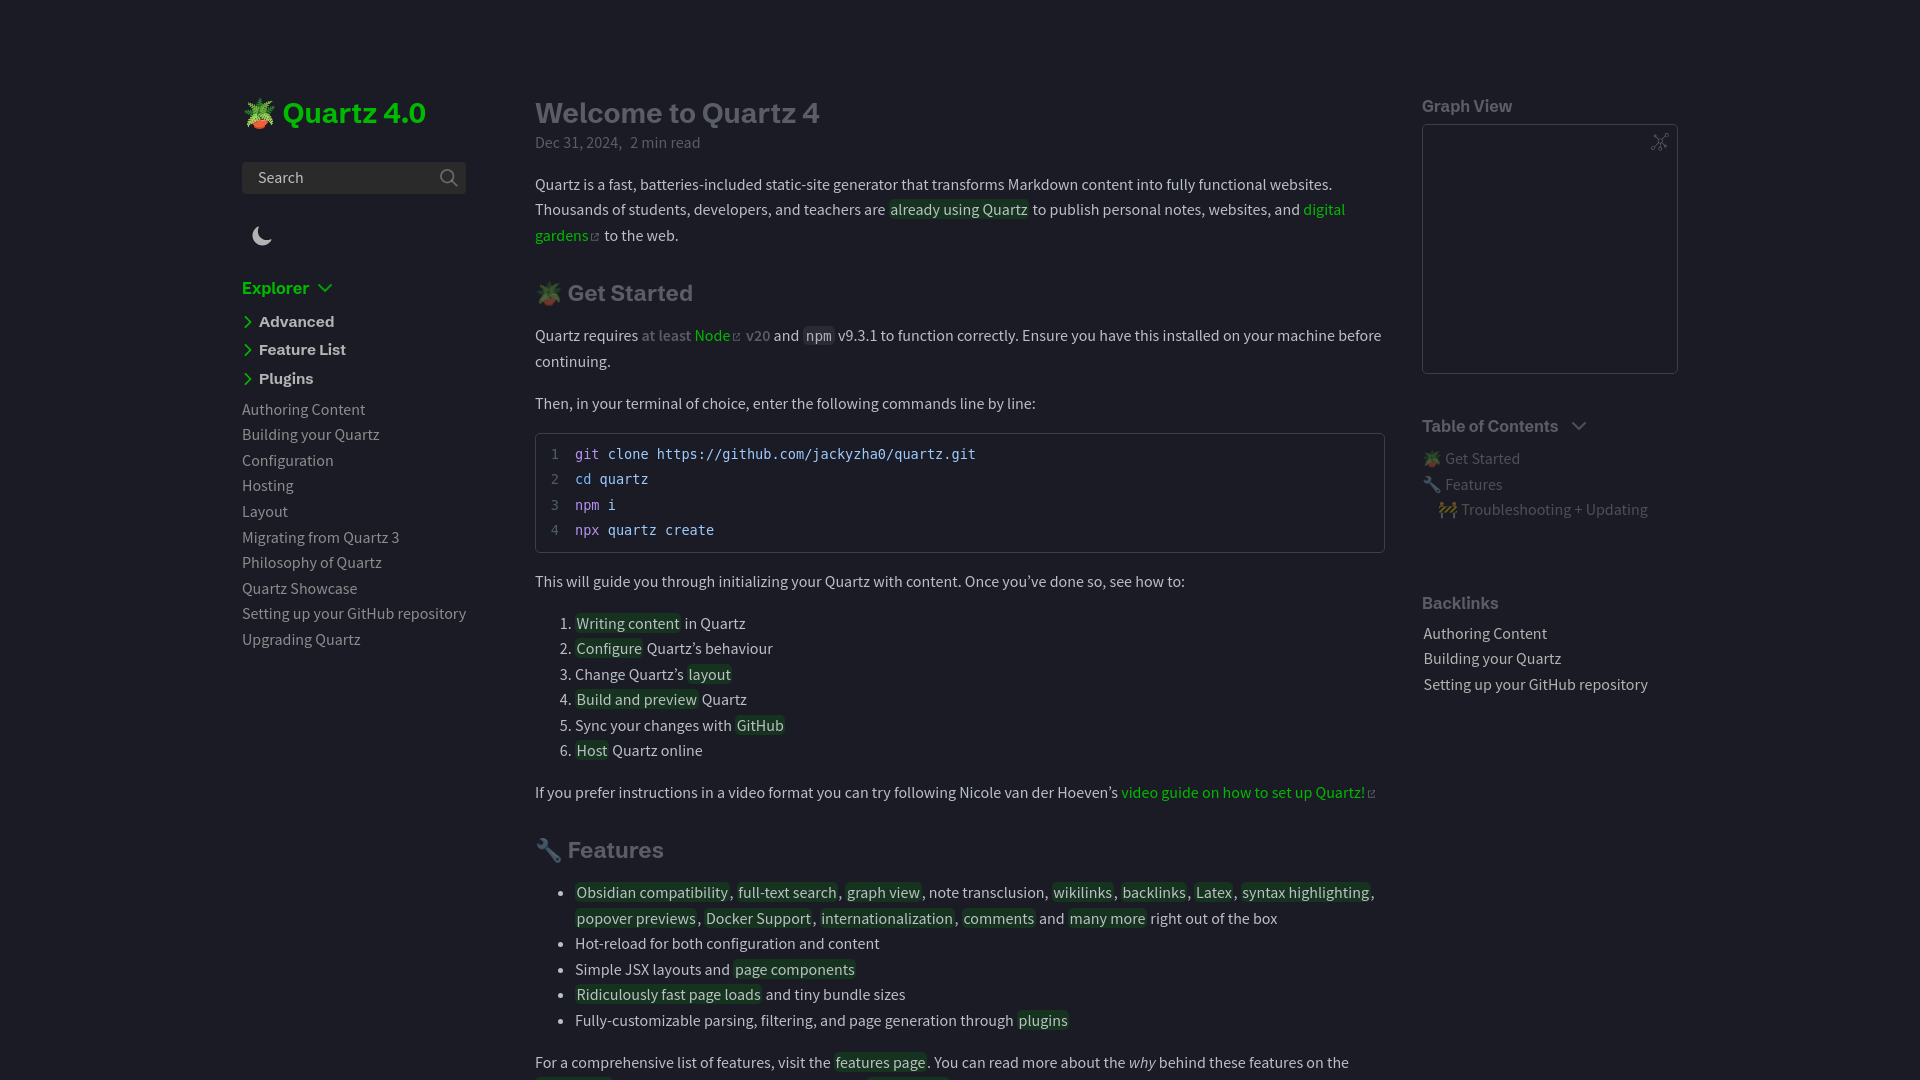 🪴 Quartz 4.0
Search
Explorer
Advanced
Feature List
Plugins
Authoring Content
Building your Quartz
Configuration
Hosting
Layout
Migrating from Quartz 3
Philosophy of Quartz
Quartz Showcase
Setting up your GitHub repository
Upgrading Quartz
Welcome to Quartz 4
Dec 31, 2024, 2 min read
Quartz is a fast, batteries-included static-site generator that transforms Markdown content into fully functional websites.
Thousands of students, developers, and teachers are already using Quartz to publish personal notes, websites, and digital
gardens to the web.
🪴 Get Started
Quartz requires at least Node v20 and npm v9.3.1 to function correctly. Ensure you have this installed on your machine before
continuing.
Then, in your terminal of choice, enter the following commands line by line:
1 git clone https://github.com/jackyzha0/quartz.git
2 cd quartz
3 npm i
4 npx quartz create
This will guide you through initializing your Quartz with content. Once you’ve done so, see how to:
1. Writing content in Quartz
2. Configure Quartz’s behaviour
3. Change Quartz’s layout
4. Build and preview Quartz
5. Sync your changes with GitHub
6. Host Quartz online
If you prefer instructions in a video format you can try following Nicole van der Hoeven’s video guide on how to set up Quartz!
🔧 Features
• Obsidian compatibility, full-text search, graph view, note transclusion, wikilinks, backlinks, Latex, syntax highlighting,
popover previews, Docker Support, internationalization, comments and many more right out of the box
• Hot-reload for both configuration and content
• Simple JSX layouts and page components
• Ridiculously fast page loads and tiny bundle sizes
• Fully-customizable parsing, filtering, and page generation through plugins
For a comprehensive list of features, visit the features page. You can read more about the why behind these features on the
Graph View
Table of Contents
🪴 Get Started
🔧 Features
🚧 Troubleshooting + Updating
Backlinks
Authoring Content
Building your Quartz
Setting up your GitHub repository